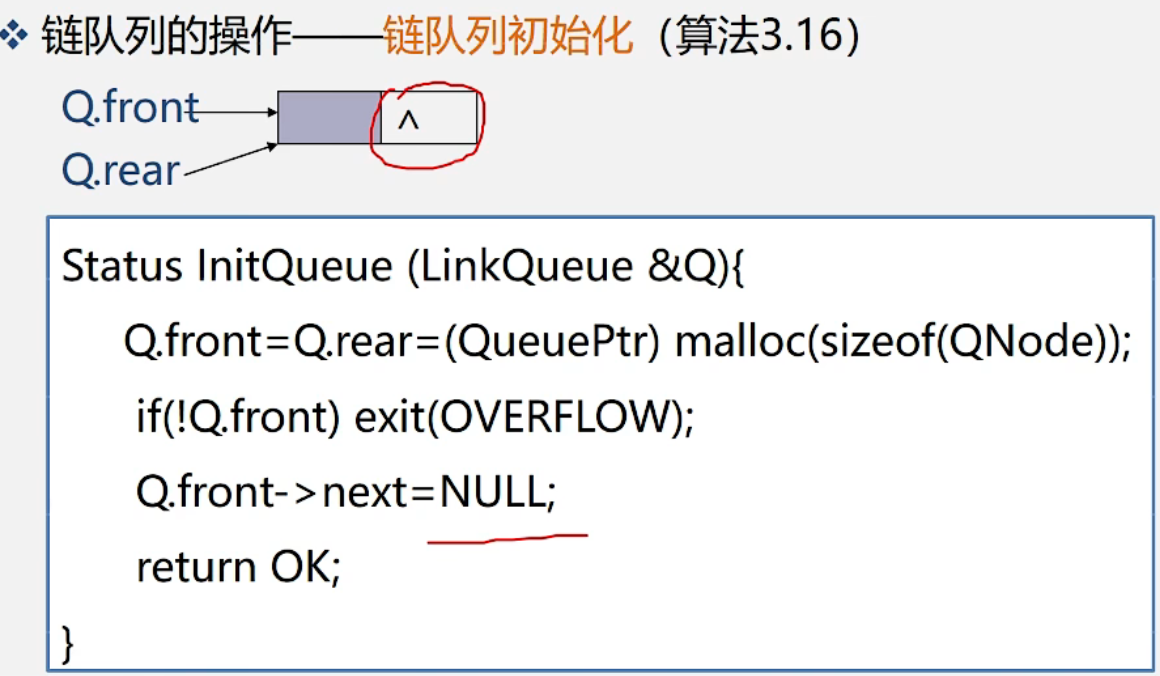 ❖ 链队列的操作——链队列初始化（算法3.16）
Q.front
^
Q.rear
Status InitQueue (LinkQueue &Q){
Q.front=Q.rear=(QueuePtr) malloc(sizeof(QNode));
if(!Q.front) exit(OVERFLOW);
Q.front->next=NULL;
return OK;
}